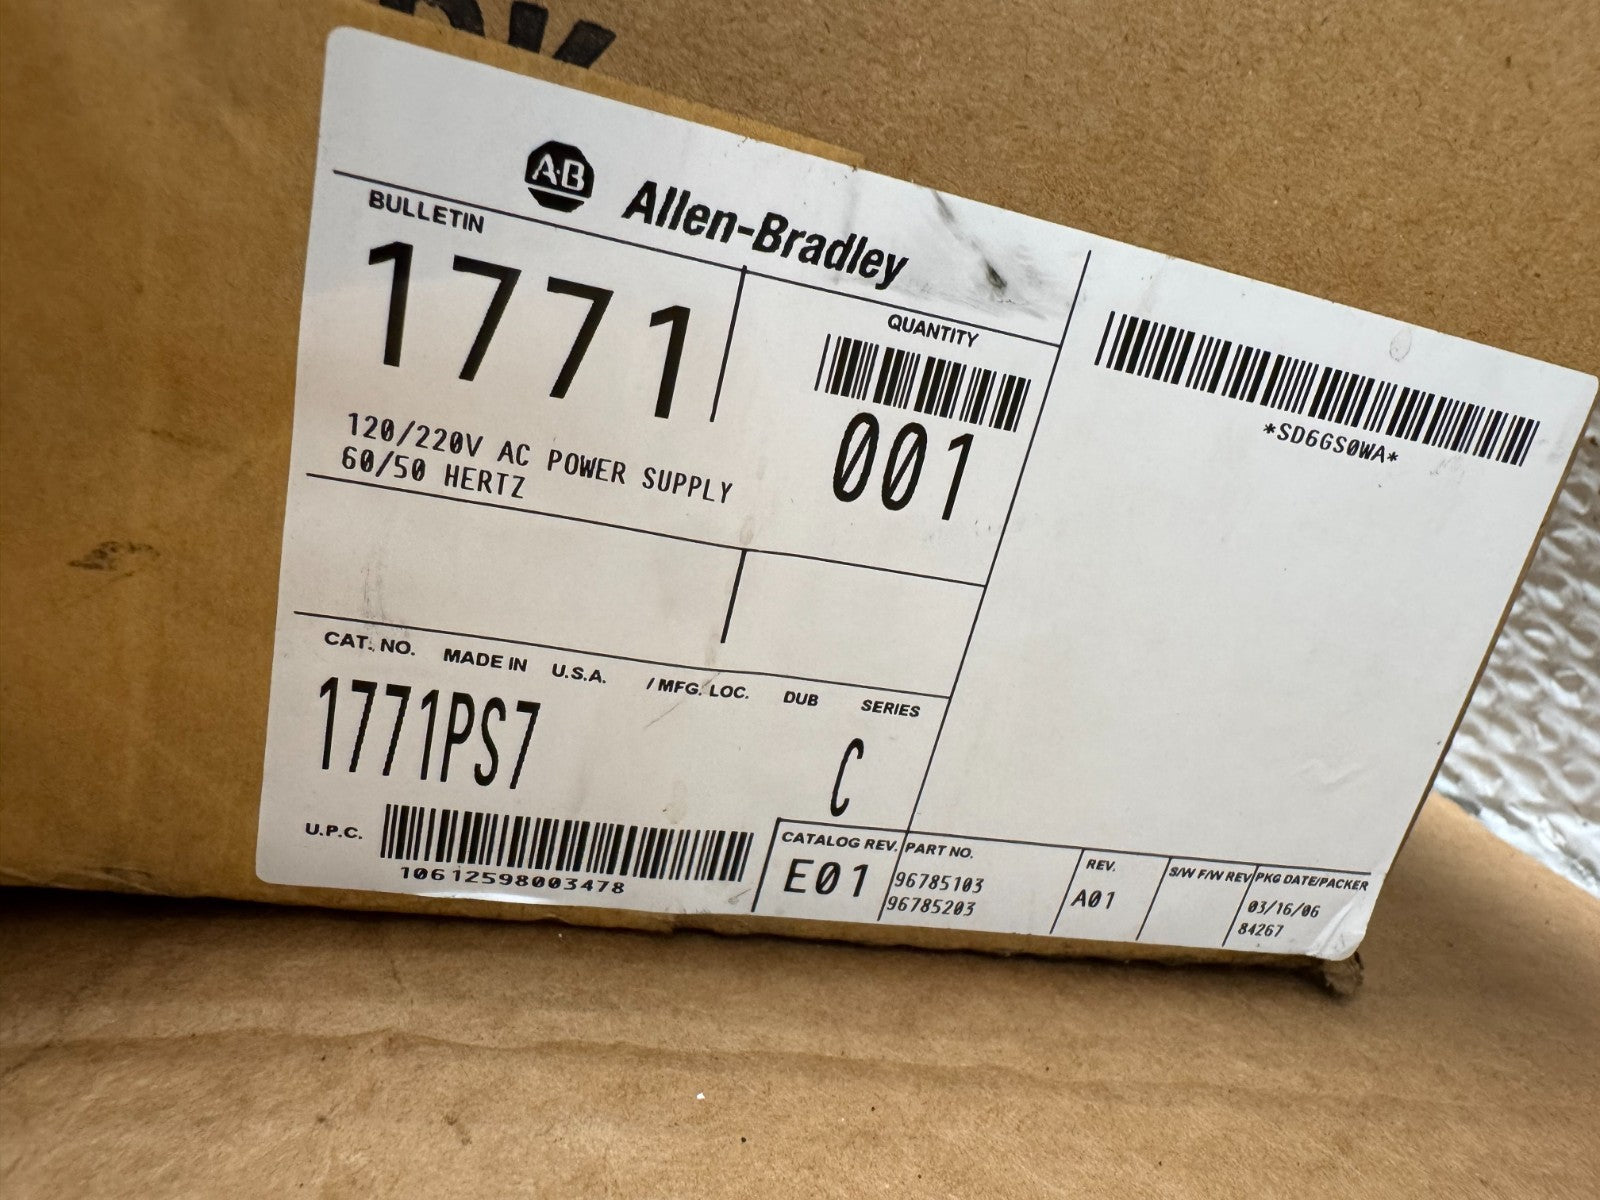 A·B Allen-Bradley
BULLETIN
1771
120/220V AC POWER SUPPLY
60/50 HERTZ
QUANTITY
001
*SD6GS0WA*
CAT. NO. MADE IN U.S.A. / MFG. LOC. DUB SERIES
1771PS7 C
U.P.C.
10612598003478
CATALOG REV.
E01
PART NO.
96785103
96785203
REV.
A01
S/W F/W REV
PKG DATE/PACKER
03/16/06
84267